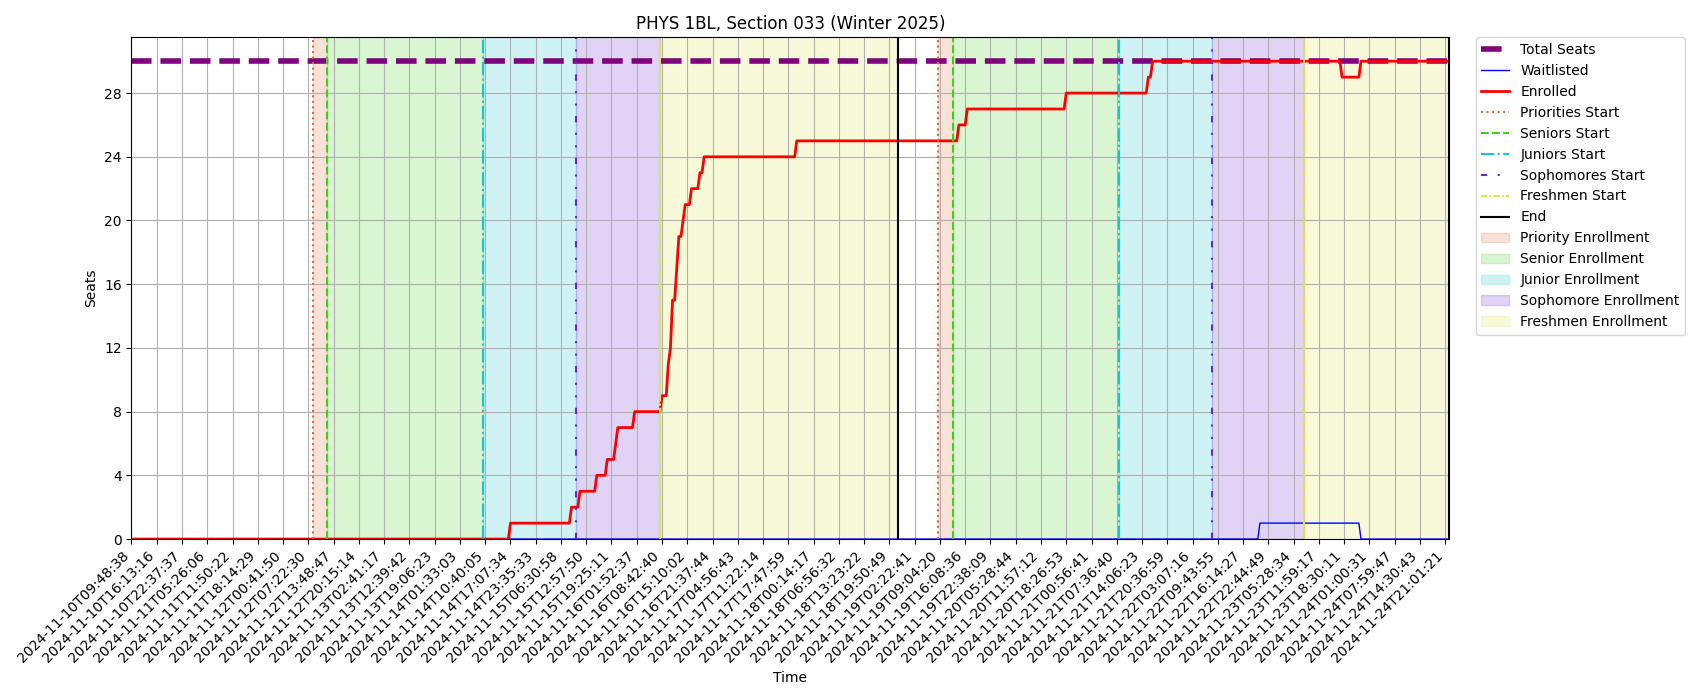 PHYS 1BL, Section 033 (Winter 2025)
Seats
28
24
20
16
12
8
4
0
2024-11-10T09:48:38
2024-11-10T16:13:16
2024-11-10T22:37:37
2024-11-11T05:26:06
2024-11-11T11:50:22
2024-11-11T18:14:29
2024-11-12T00:41:50
2024-11-12T07:22:30
2024-11-12T13:48:47
2024-11-12T20:15:14
2024-11-13T02:41:17
2024-11-13T12:39:42
2024-11-13T19:06:23
2024-11-14T01:33:03
2024-11-14T10:40:05
2024-11-14T17:07:34
2024-11-14T23:35:33
2024-11-15T06:30:58
2024-11-15T12:57:50
2024-11-15T19:25:11
2024-11-16T01:52:37
2024-11-16T08:42:40
2024-11-16T15:10:02
2024-11-16T21:37:44
2024-11-17T04:56:43
2024-11-17T11:22:14
2024-11-17T17:47:59
2024-11-18T00:14:17
2024-11-18T06:56:32
2024-11-18T13:23:22
2024-11-18T19:50:49
2024-11-19T02:22:41
2024-11-19T09:04:20
2024-11-19T16:08:36
2024-11-19T22:38:09
2024-11-20T05:28:44
2024-11-20T11:57:12
2024-11-20T18:26:53
2024-11-21T00:56:41
2024-11-21T07:36:40
2024-11-21T14:06:23
2024-11-21T20:36:59
2024-11-22T03:07:16
2024-11-22T09:43:55
2024-11-22T16:14:27
2024-11-22T22:44:49
2024-11-23T05:28:34
2024-11-23T11:59:17
2024-11-23T18:30:11
2024-11-24T01:00:31
2024-11-24T07:59:47
2024-11-24T14:30:43
2024-11-24T21:01:21
Time
Total Seats
Waitlisted
Enrolled
Priorities Start
Seniors Start
Juniors Start
Sophomores Start
Freshmen Start
End
Priority Enrollment
Senior Enrollment
Junior Enrollment
Sophomore Enrollment
Freshmen Enrollment